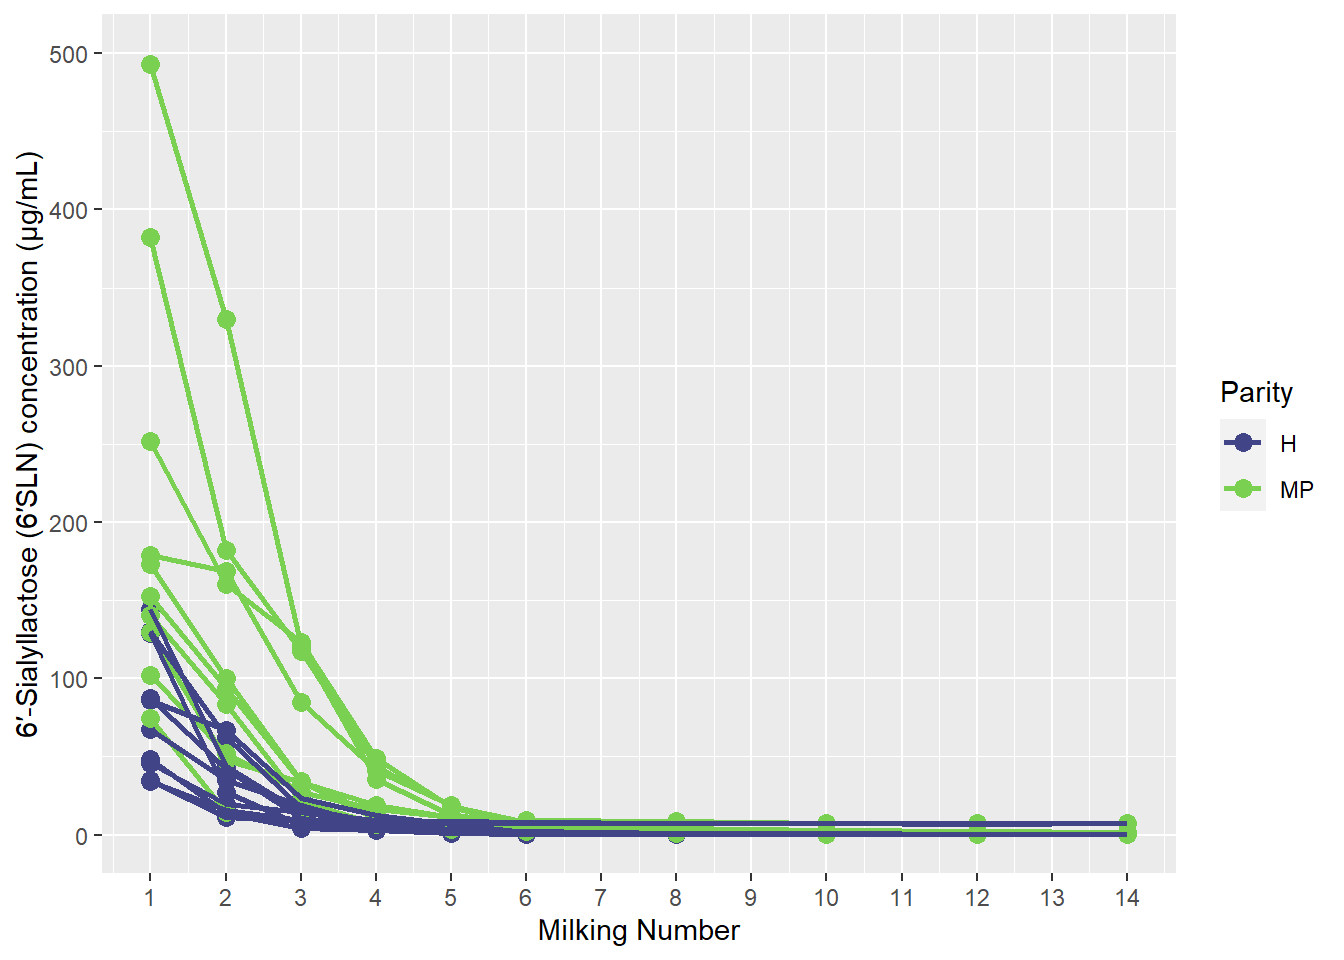 6′-Sialyllactose (6′SLN) concentration (µg/mL)
500
400
300
200
100
0
1 2 3 4 5 6 7 8 9 10 11 12 13 14
Milking Number
Parity
H
MP